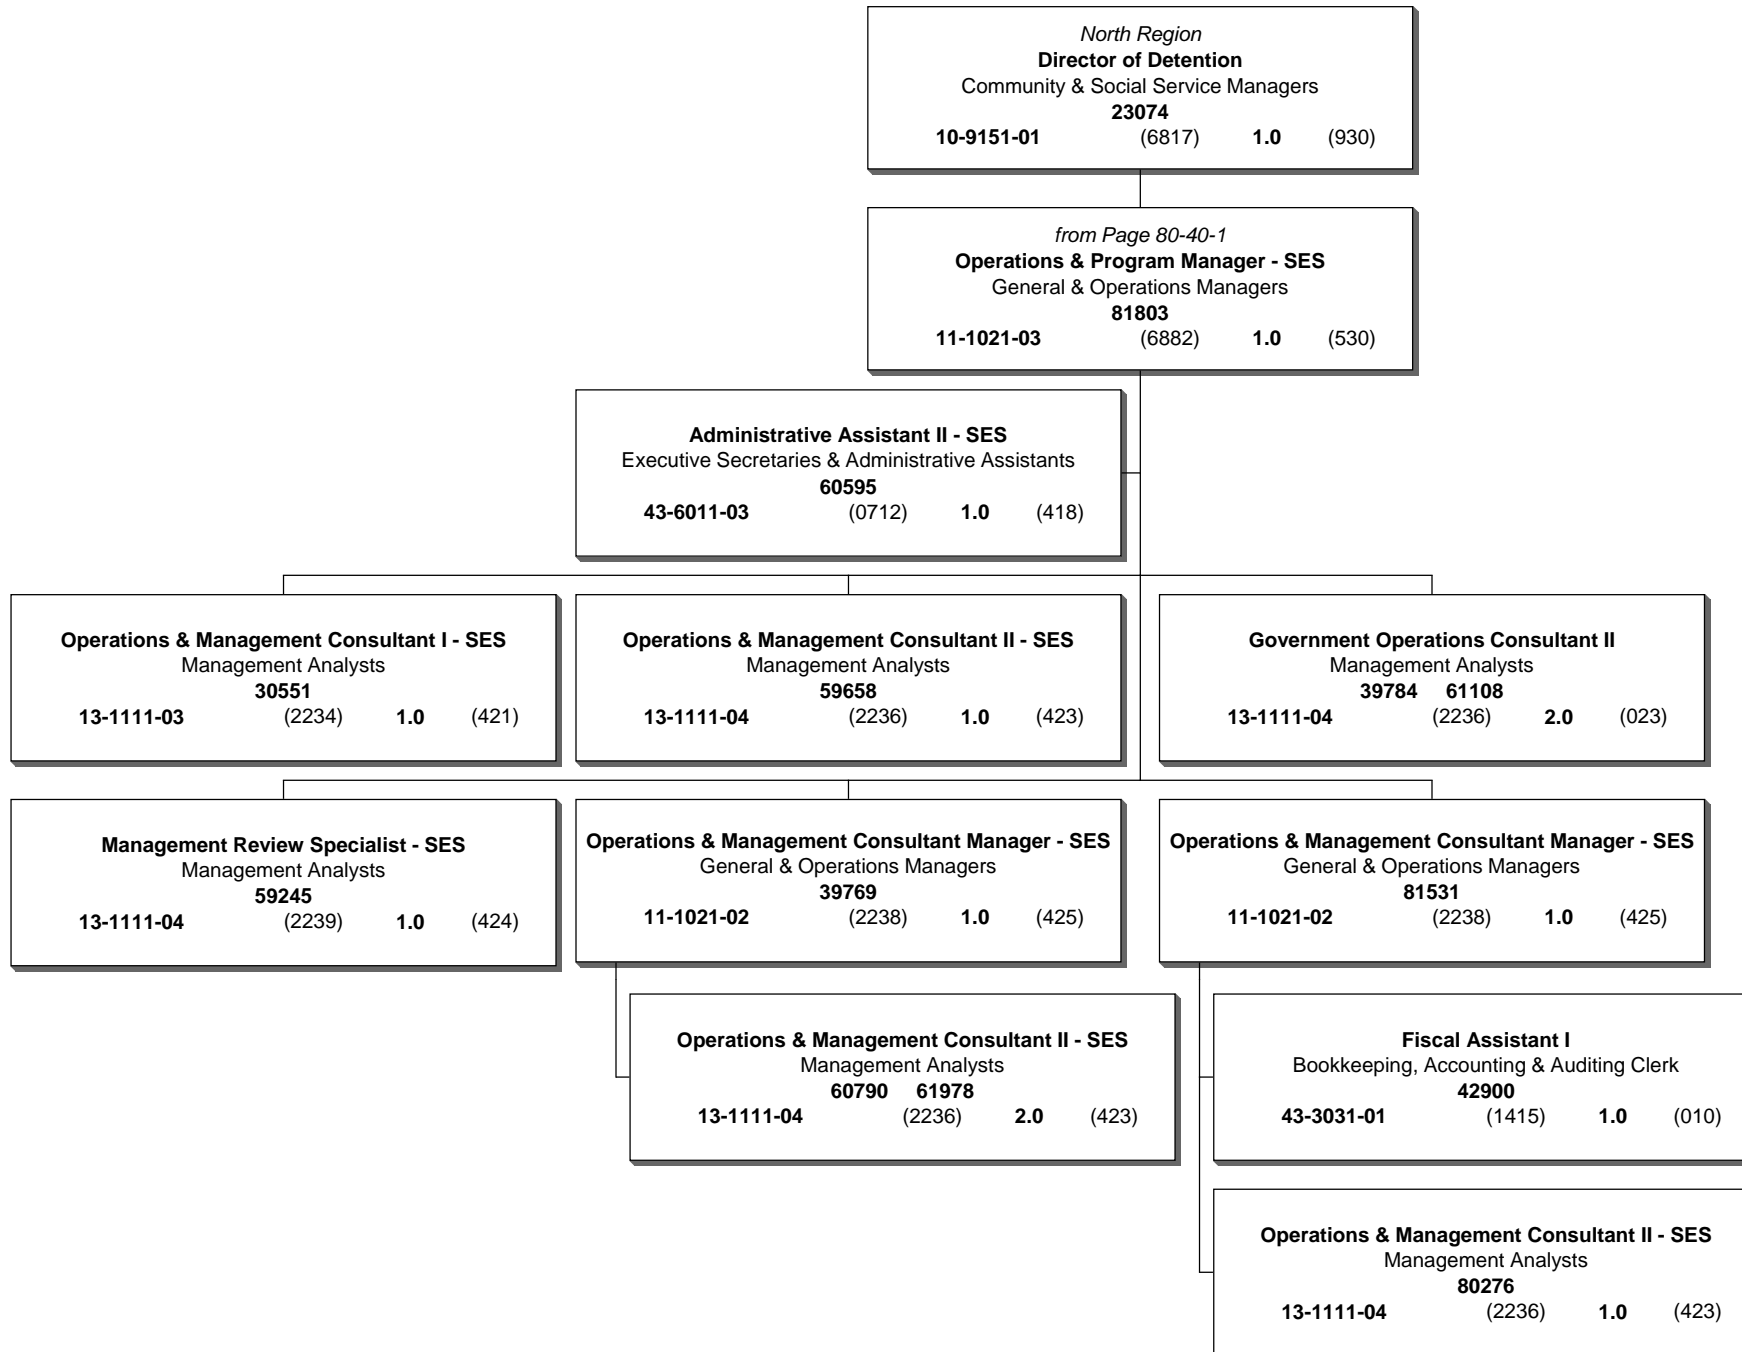 North Region
Director of Detention
Community & Social Service Managers
23074
10-9151-01 (6817) 1.0 (930)
from Page 80-40-1
Operations & Program Manager - SES
General & Operations Managers
81803
11-1021-03 (6882) 1.0 (530)
Administrative Assistant II - SES
Executive Secretaries & Administrative Assistants
60595
43-6011-03 (0712) 1.0 (418)
Operations & Management Consultant I - SES
Management Analysts
30551
13-1111-03 (2234) 1.0 (421)
Operations & Management Consultant II - SES
Management Analysts
59658
13-1111-04 (2236) 1.0 (423)
Government Operations Consultant II
Management Analysts
39784 61108
13-1111-04 (2236) 2.0 (023)
Management Review Specialist - SES
Management Analysts
59245
13-1111-04 (2239) 1.0 (424)
Operations & Management Consultant Manager - SES
General & Operations Managers
39769
11-1021-02 (2238) 1.0 (425)
Operations & Management Consultant Manager - SES
General & Operations Managers
81531
11-1021-02 (2238) 1.0 (425)
Operations & Management Consultant II - SES
Management Analysts
60790 61978
13-1111-04 (2236) 2.0 (423)
Fiscal Assistant I
Bookkeeping, Accounting & Auditing Clerk
42900
43-3031-01 (1415) 1.0 (010)
Operations & Management Consultant II - SES
Management Analysts
80276
13-1111-04 (2236) 1.0 (423)